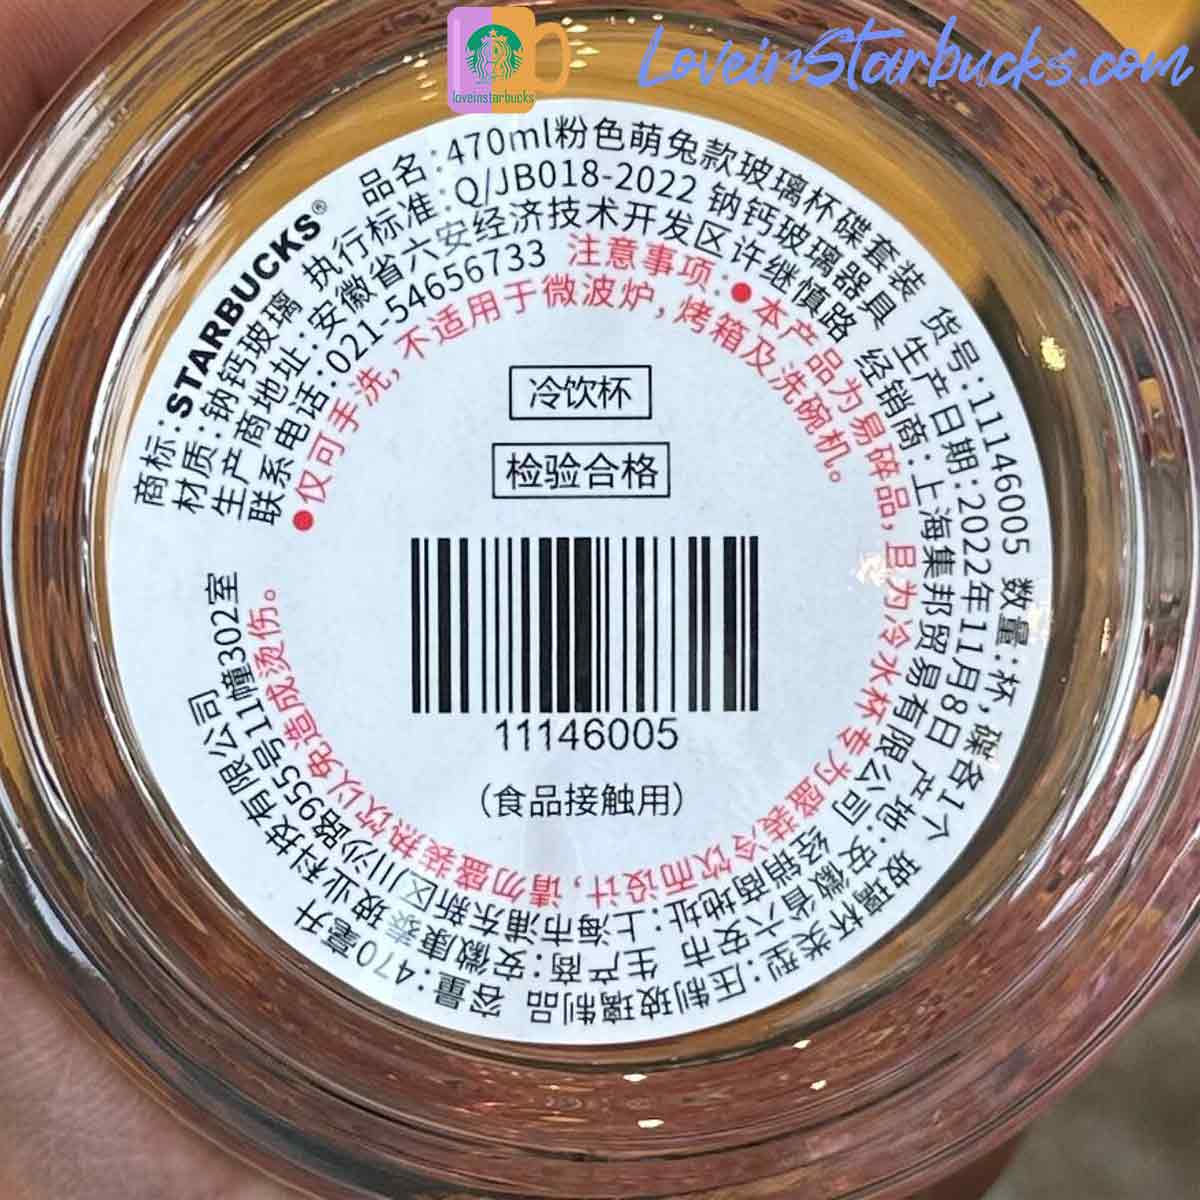 LoveinStarbucks.com
loveinstarbucks
商标:STARBUCKS® 品名:470ml粉色萌兔款玻璃杯碟套装 货号:11146005 数量:杯,碟各1个 玻璃杯类型:压制玻璃制品 容量:470毫升
材质:钠钙玻璃 执行标准:Q/JB018-2022 钠钙玻璃器具 生产日期:2022年11月8日 产地:安徽省六安市 生产商:安徽康泰玻业科技有限公司
生产商地址:安徽省六安经济技术开发区许继慎路 经销商:上海集邦贸易有限公司 经销商地址:上海市浦东新区川沙路6955号11幢302室
联系电话:021-54656733 注意事项:●本产品为易碎品,且为冷水杯专为盛装冷饮而设计,请勿盛装热饮以免造成烫伤。
●仅可手洗,不适用于微波炉,烤箱及洗碗机。
冷饮杯
检验合格
11146005
(食品接触用)